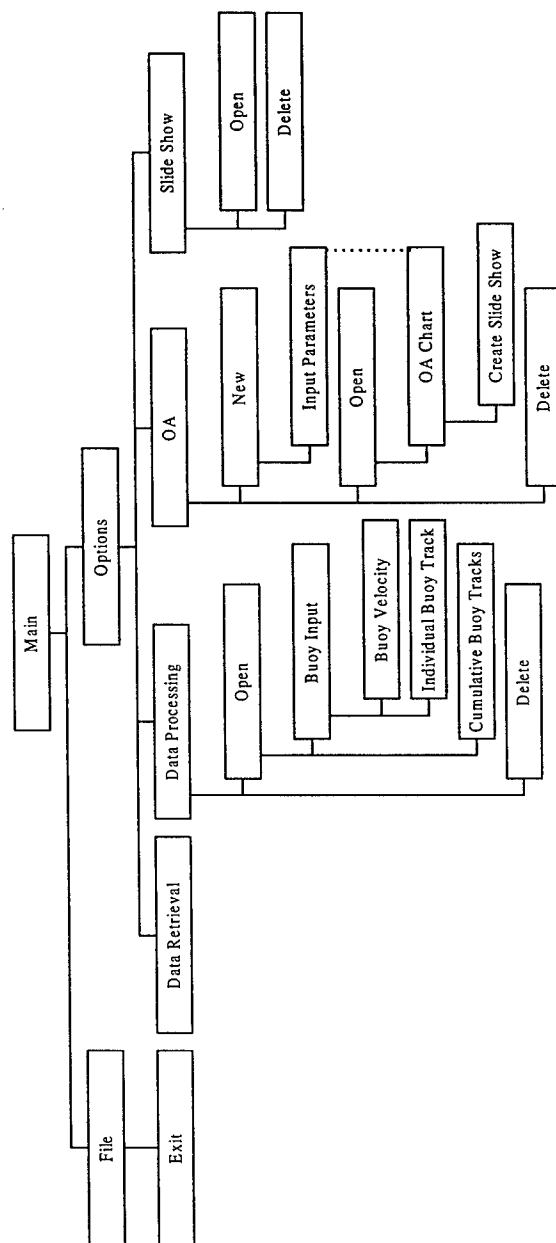 Main
File
Options
Exit
Data Retrieval
Data Processing
OA
Slide Show
Open
Buoy Input
Buoy Velocity
Individual Buoy Track
Cumulative Buoy Tracks
Delete
New
Input Parameters
Open
OA Chart
Create Slide Show
Delete
Open
Delete